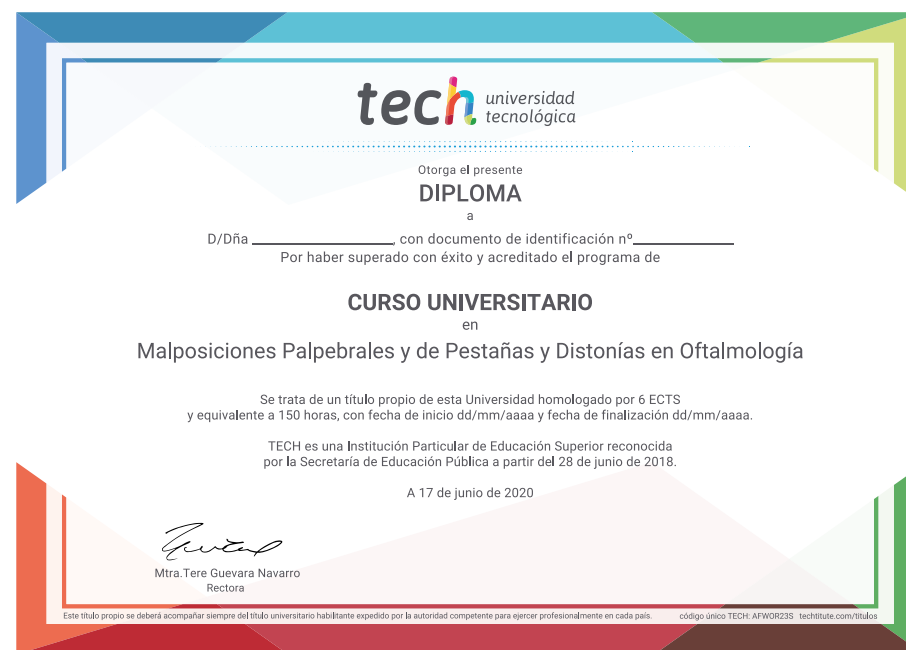 tech universidad
tecnológica
Otorga el presente
DIPLOMA
a
D/Dña ____________________, con documento de identificación nº______________
Por haber superado con éxito y acreditado el programa de
CURSO UNIVERSITARIO
en
Malposiciones Palpebrales y de Pestañas y Distonías en Oftalmología
Se trata de un título propio de esta Universidad homologado por 6 ECTS
y equivalente a 150 horas, con fecha de inicio dd/mm/aaaa y fecha de finalización dd/mm/aaaa.
TECH es una Institución Particular de Educación Superior reconocida
por la Secretaría de Educación Pública a partir del 28 de junio de 2018.
A 17 de junio de 2020
Mtra.Tere Guevara Navarro
Rectora
Este título propio se deberá acompañar siempre del título universitario habilitante expedido por la autoridad competente para ejercer profesionalmente en cada país. código único TECH: AFWOR23S techtitute.com/titulos